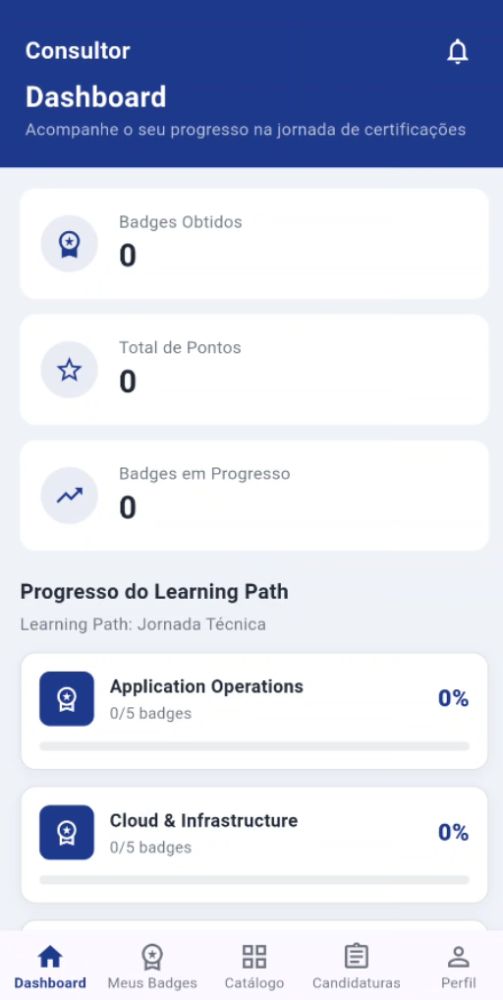 Consultor
Dashboard
Acompanhe o seu progresso na jornada de certificações
Badges Obtidos
0
Total de Pontos
0
Badges em Progresso
0
Progresso do Learning Path
Learning Path: Jornada Técnica
Application Operations
0/5 badges
0%
Cloud & Infrastructure
0/5 badges
0%
Dashboard
Meus Badges
Catálogo
Candidaturas
Perfil